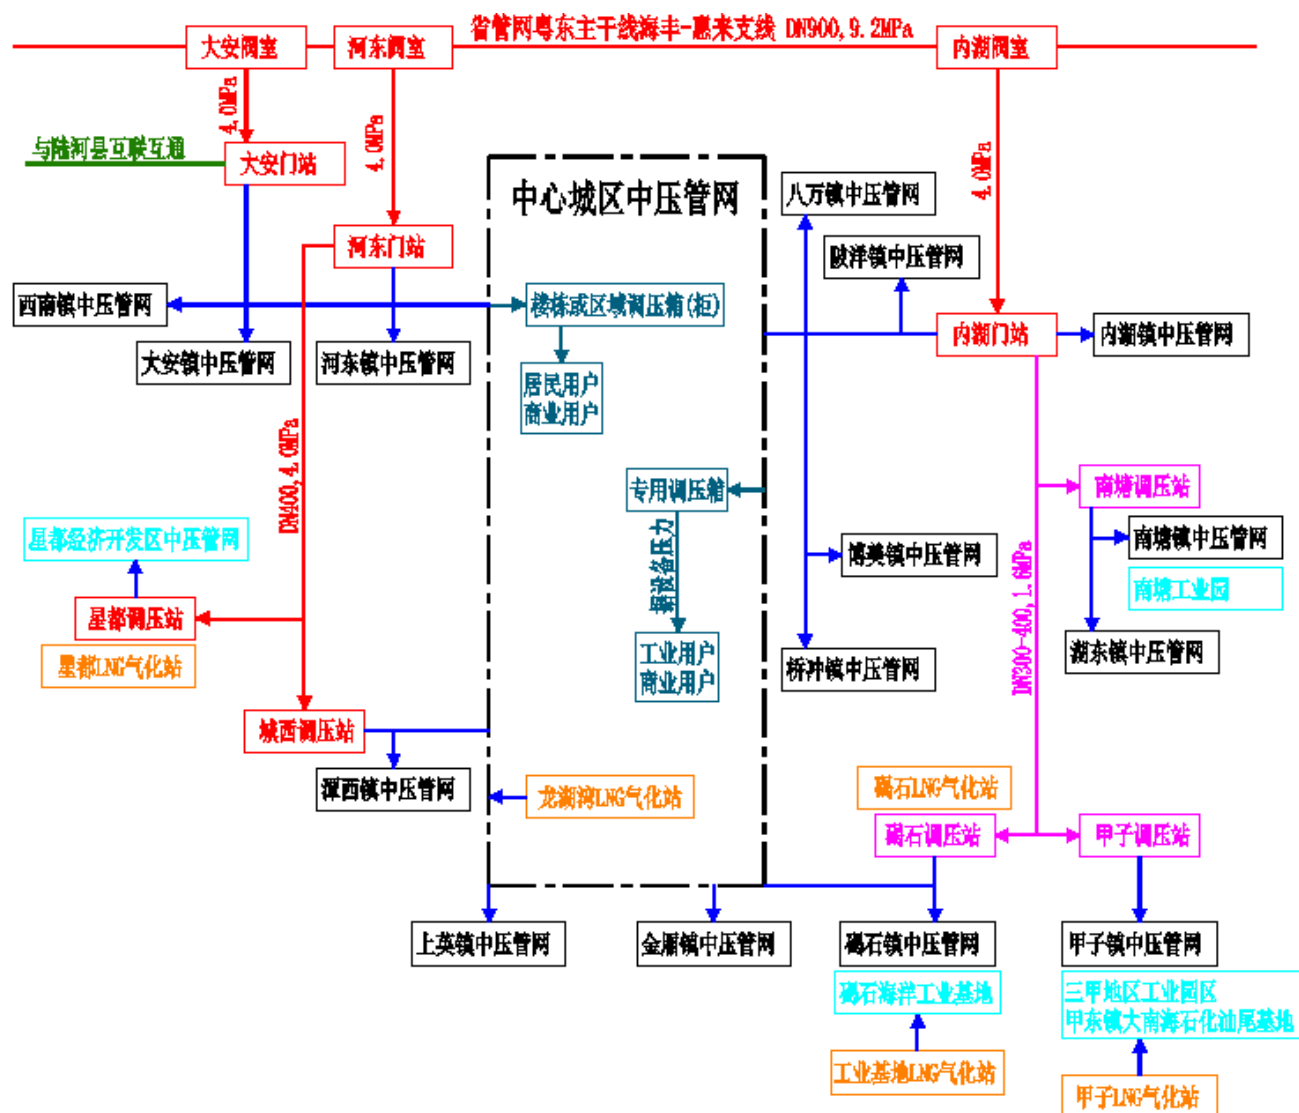 省管网粤东主干线海丰-惠来支线 DN900,9.2MPa
大安阀室
河东阀室
内湖阀室
4.0MPa
4.0MPa
4.0MPa
与陆河县互联互通
大安门站
中心城区中压管网
八万镇中压管网
河东门站
陂洋镇中压管网
西南镇中压管网
楼栋或区域调压箱(柜)
内湖门站
内湖镇中压管网
大安镇中压管网
河东镇中压管网
居民用户
商业用户
DN400,4.0MPa
专用调压箱
南塘调压站
星都经济开发区中压管网
据设备压力
博美镇中压管网
DN300-400,1.6MPa
南塘镇中压管网
南塘工业园
星都调压站
星都LNG气化站
工业用户
商业用户
桥冲镇中压管网
湖东镇中压管网
城西调压站
潭西镇中压管网
龙湖湾LNG气化站
碣石LNG气化站
碣石调压站
甲子调压站
上英镇中压管网
金厢镇中压管网
碣石镇中压管网
甲子镇中压管网
碣石海洋工业基地
三甲地区工业园区
甲东镇大南海石化汕尾基地
工业基地LNG气化站
甲子LNG气化站